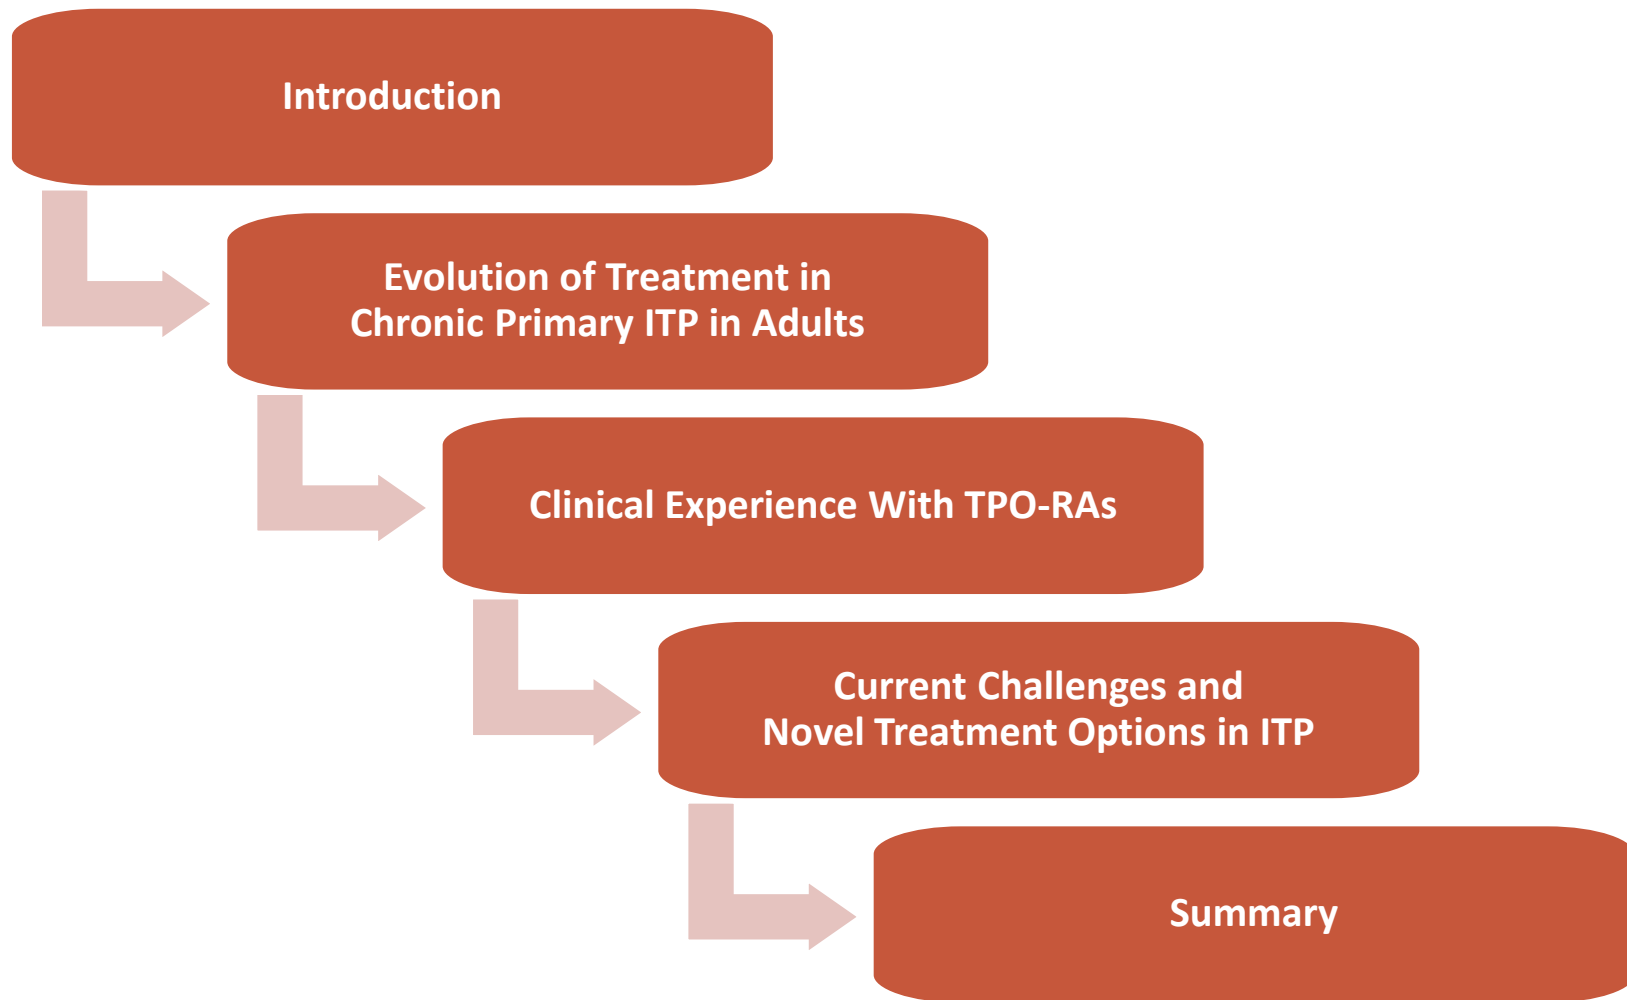 Introduction
Evolution of Treatment in
Chronic Primary ITP in Adults
Clinical Experience With TPO-RAs
Current Challenges and
Novel Treatment Options in ITP
Summary